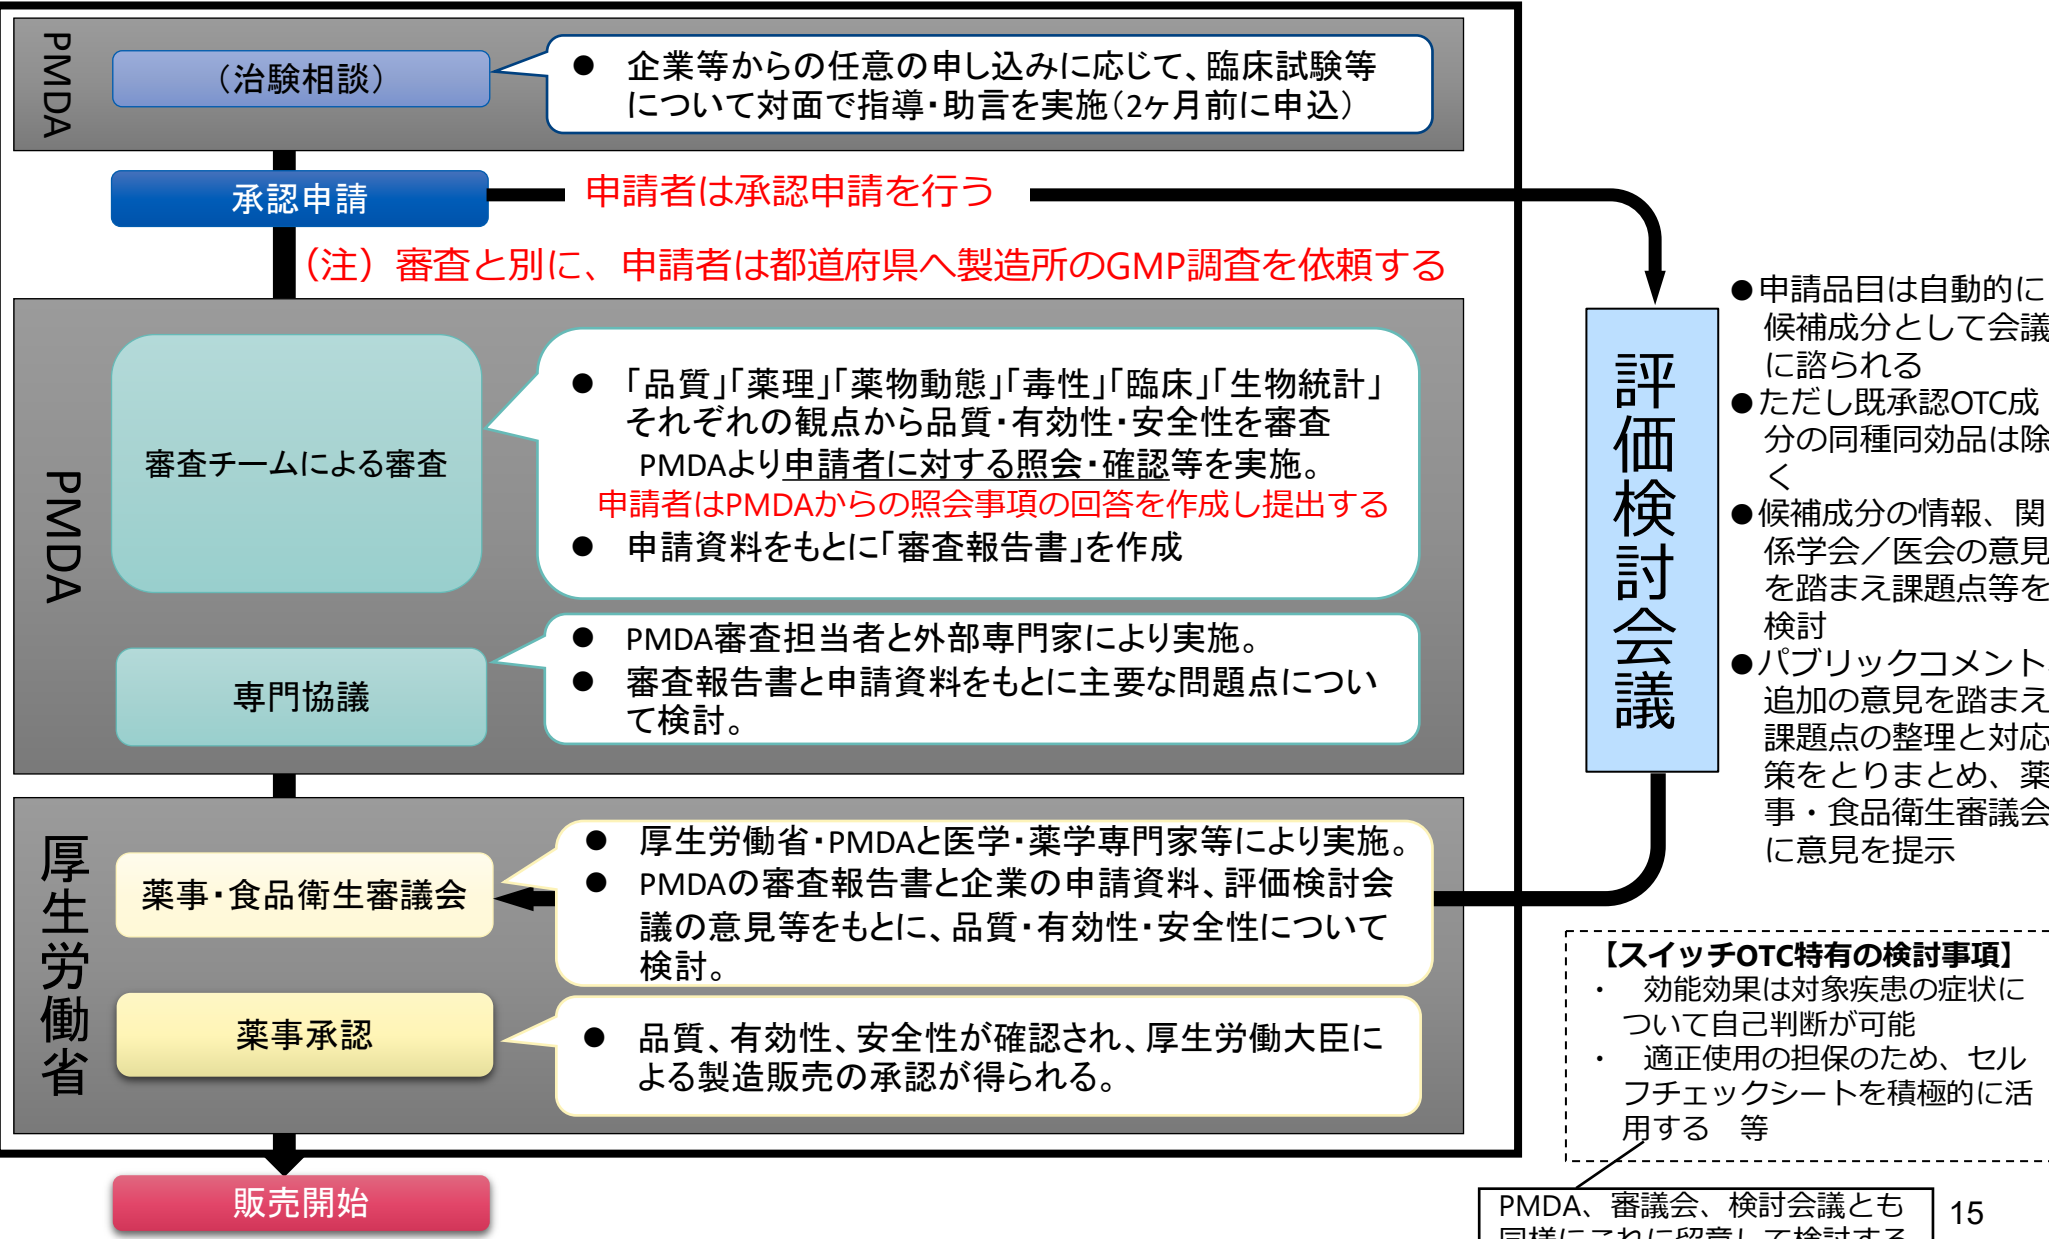 PMDA
（治験相談）
● 企業等からの任意の申し込みに応じて、臨床試験等
について対面で指導・助言を実施（2ヶ月前に申込）
承認申請
申請者は承認申請を行う
（注）審査と別に、申請者は都道府県へ製造所のGMP調査を依頼する
PMDA
審査チームによる審査
● 「品質」「薬理」「薬物動態」「毒性」「臨床」「生物統計」
それぞれの観点から品質・有効性・安全性を審査
PMDAより申請者に対する照会・確認等を実施。
申請者はPMDAからの照会事項の回答を作成し提出する
● 申請資料をもとに「審査報告書」を作成
専門協議
● PMDA審査担当者と外部専門家により実施。
● 審査報告書と申請資料をもとに主要な問題点につい
て検討。
厚生労働省
薬事・食品衛生審議会
● 厚生労働省・PMDAと医学・薬学専門家等により実施。
● PMDAの審査報告書と企業の申請資料、評価検討会
議の意見等をもとに、品質・有効性・安全性について
検討。
薬事承認
● 品質、有効性、安全性が確認され、厚生労働大臣に
よる製造販売の承認が得られる。
販売開始
評価検討会議
●申請品目は自動的に
候補成分として会議
に諮られる
●ただし既承認OTC成
分の同種同効品は除
く
●候補成分の情報、関
係学会／医会の意見
を踏まえ課題点等を
検討
●パブリックコメント
追加の意見を踏まえ
課題点の整理と対応
策をとりまとめ、薬
事・食品衛生審議会
に意見を提示
【スイッチOTC特有の検討事項】
・ 効能効果は対象疾患の症状に
ついて自己判断が可能
・ 適正使用の担保のため、セル
フチェックシートを積極的に活
用する 等
PMDA、審議会、検討会議とも
同様にこれに留意して検討する
15